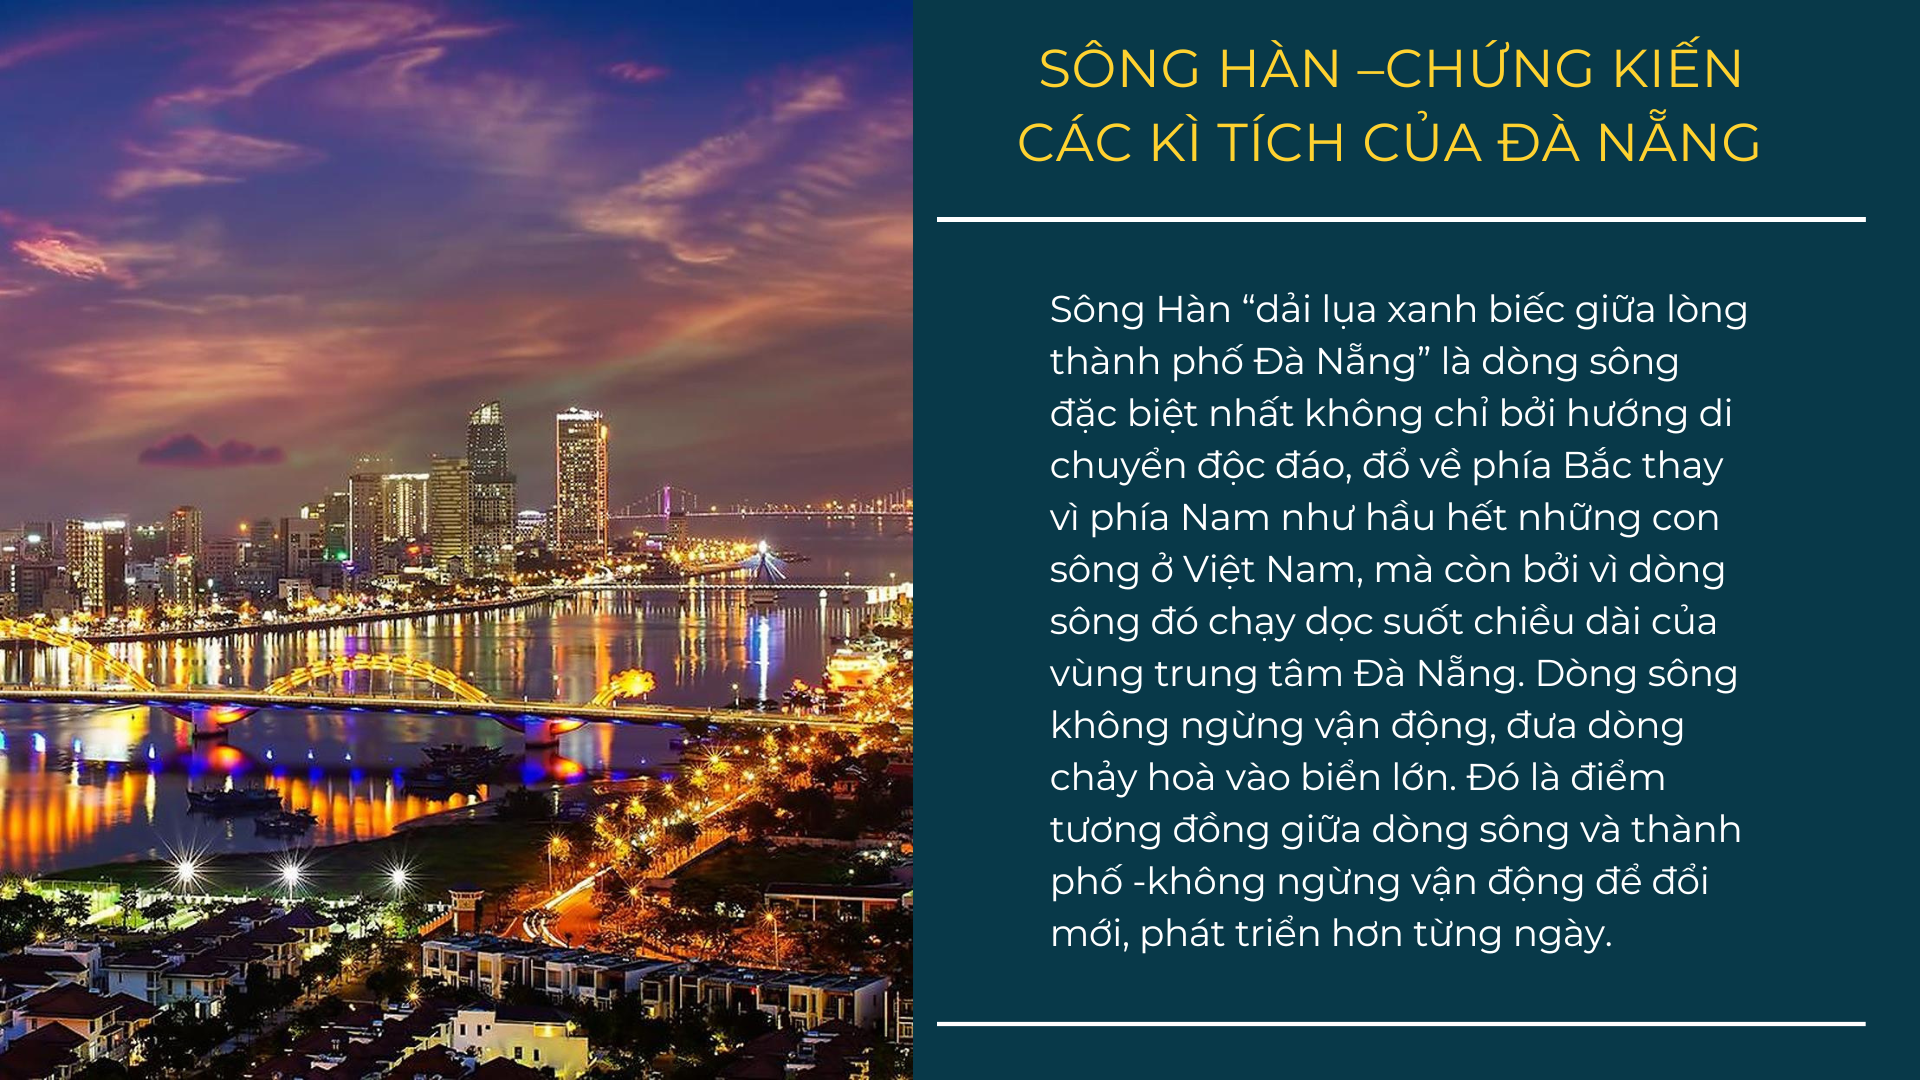 SÔNG HÀN –CHỨNG KIẾN
CÁC KÌ TÍCH CỦA ĐÀ NẴNG
Sông Hàn “dải lụa xanh biếc giữa lòng
thành phố Đà Nẵng” là dòng sông
đặc biệt nhất không chỉ bởi hướng di
chuyển độc đáo, đổ về phía Bắc thay
vì phía Nam như hầu hết những con
sông ở Việt Nam, mà còn bởi vì dòng
sông đó chạy dọc suốt chiều dài của
vùng trung tâm Đà Nẵng. Dòng sông
không ngừng vận động, đưa dòng
chảy hoà vào biển lớn. Đó là điểm
tương đồng giữa dòng sông và thành
phố -không ngừng vận động để đổi
mới, phát triển hơn từng ngày.